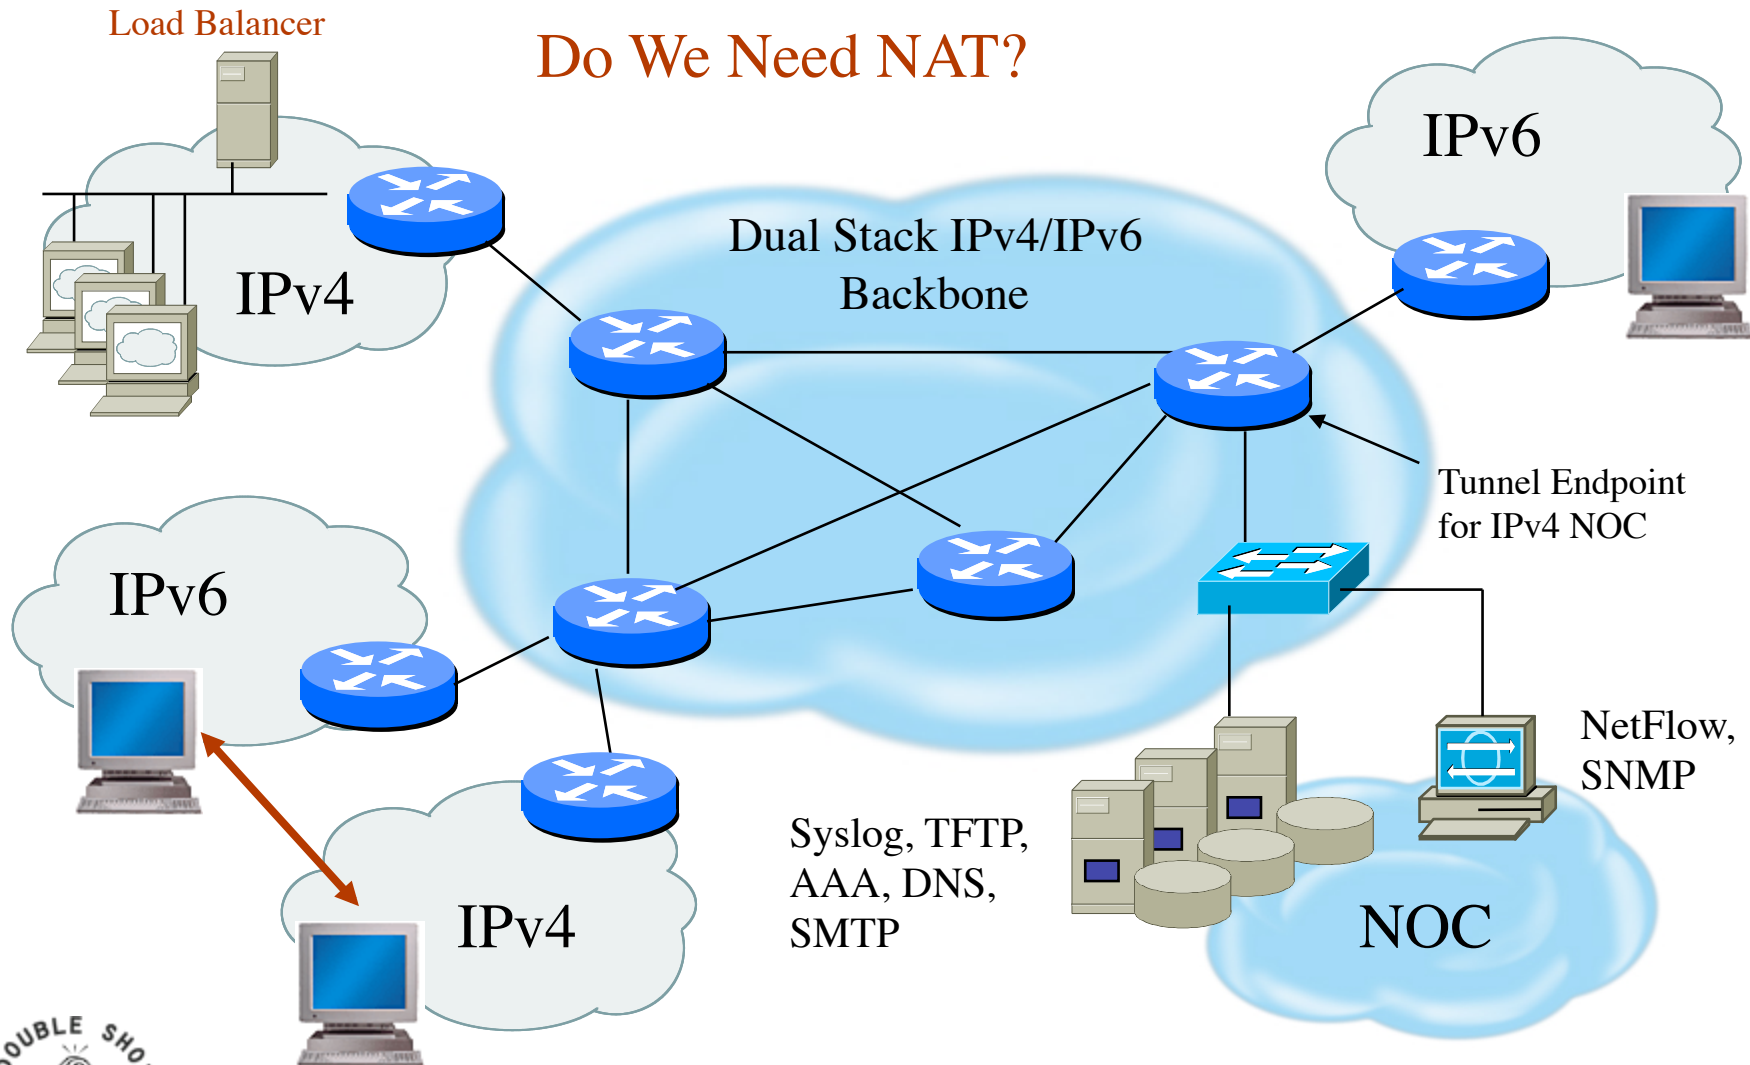 Load Balancer
Do We Need NAT?
IPv6
Dual Stack IPv4/IPv6
Backbone
IPv4
Tunnel Endpoint
for IPv4 NOC
IPv6
NetFlow,
SNMP
Syslog, TFTP,
AAA, DNS,
SMTP
IPv4
NOC